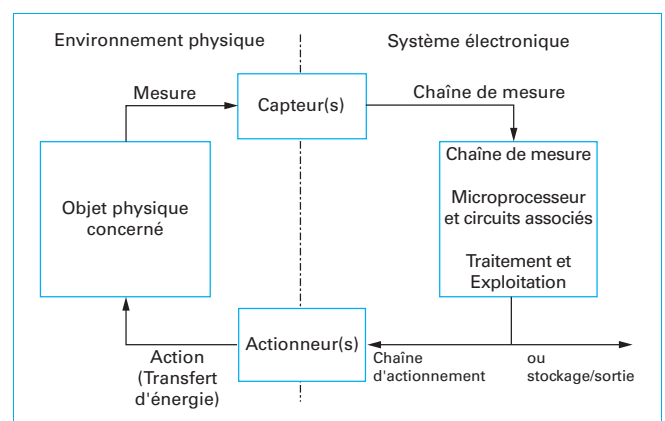 Environnement physique
Système électronique
Mesure
Capteur(s)
Chaîne de mesure
Objet physique
concerné
Chaîne de mesure
Microprocesseur
et circuits associés
Traitement et
Exploitation
Actionneur(s)
Action
(Transfert
d'énergie)
Chaîne
d'actionnement
ou
stockage/sortie